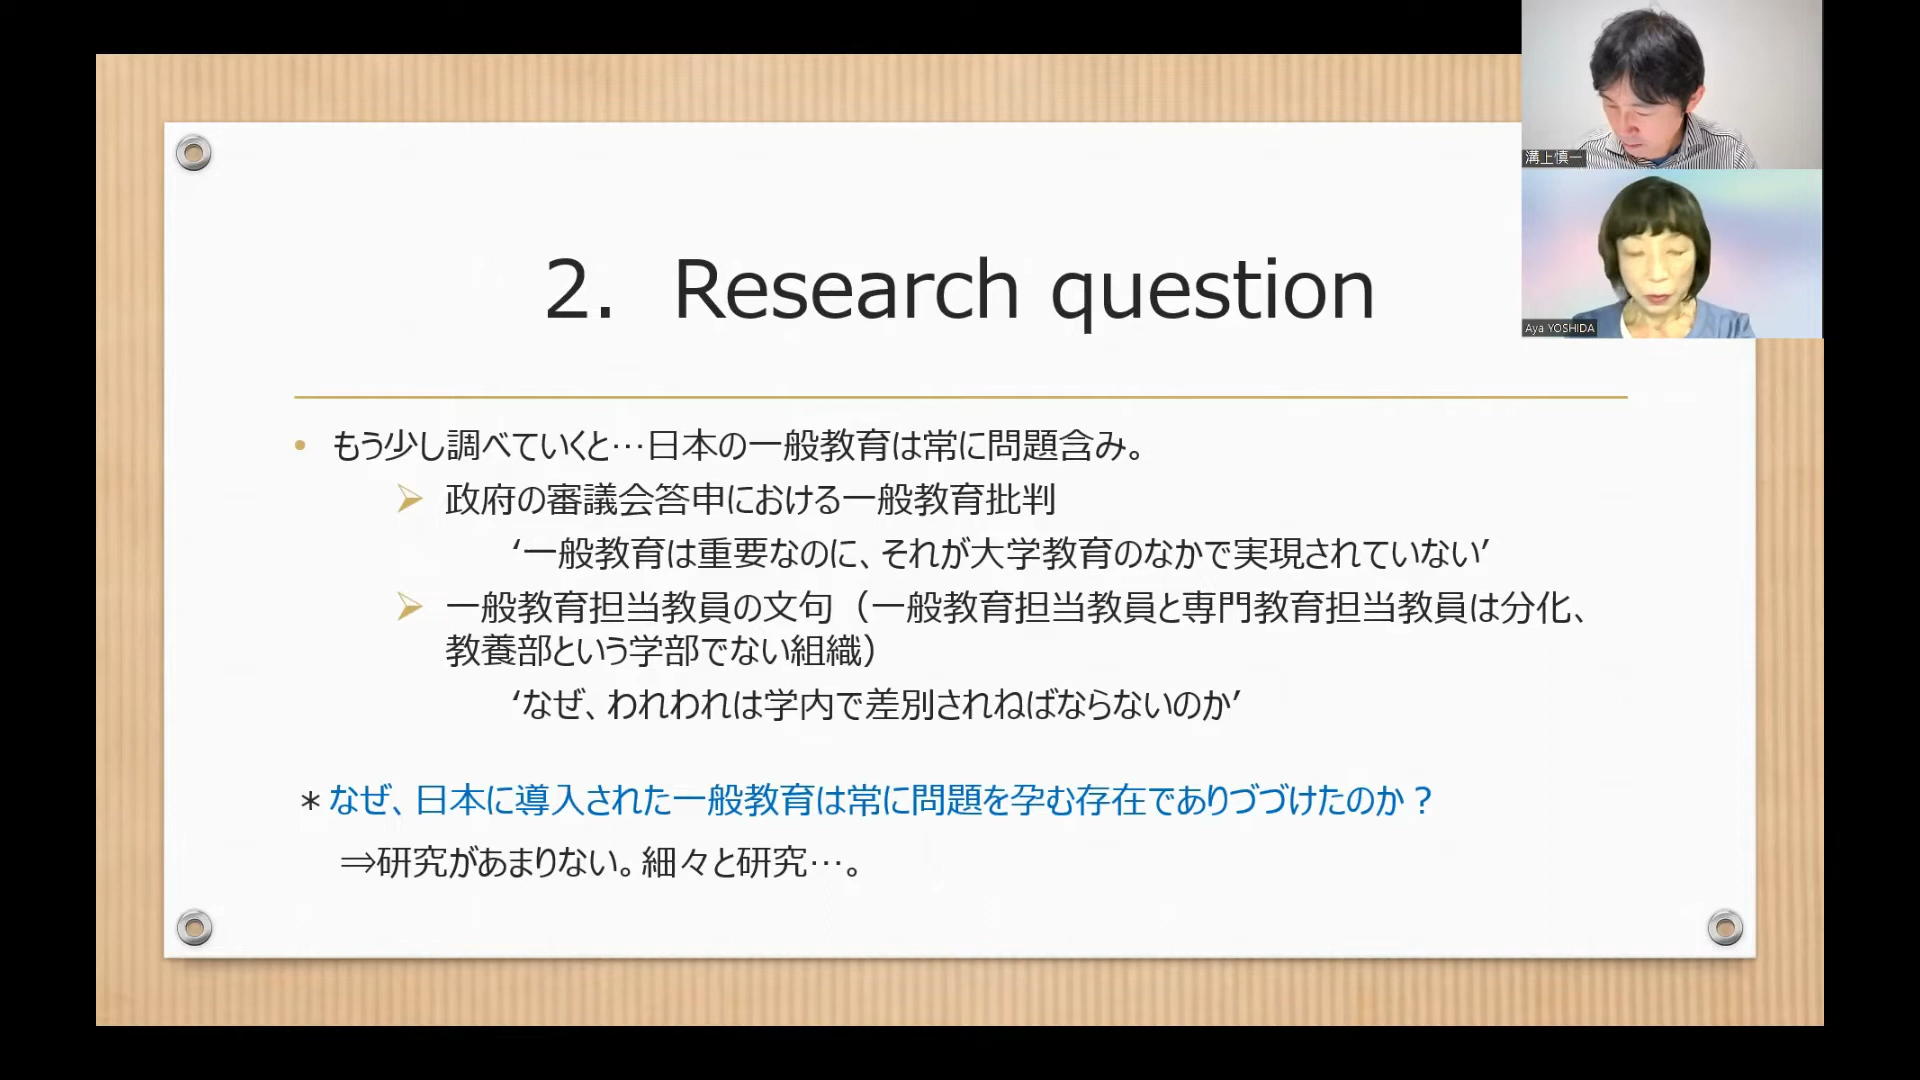 2. Research question
• もう少し調べていくと…日本の一般教育は常に問題含み。
➢ 政府の審議会答申における一般教育批判
‘一般教育は重要なのに、それが大学教育のなかで実現されていない’
➢ 一般教育担当教員の文句（一般教育担当教員と専門教育担当教員は分化、
教養部という学部でない組織）
‘なぜ、われわれは学内で差別されねばならないのか’
＊なぜ、日本に導入された一般教育は常に問題を孕む存在でありづづけたのか？
⇒研究があまりない。細々と研究…。
溝上慎一
Aya YOSHIDA